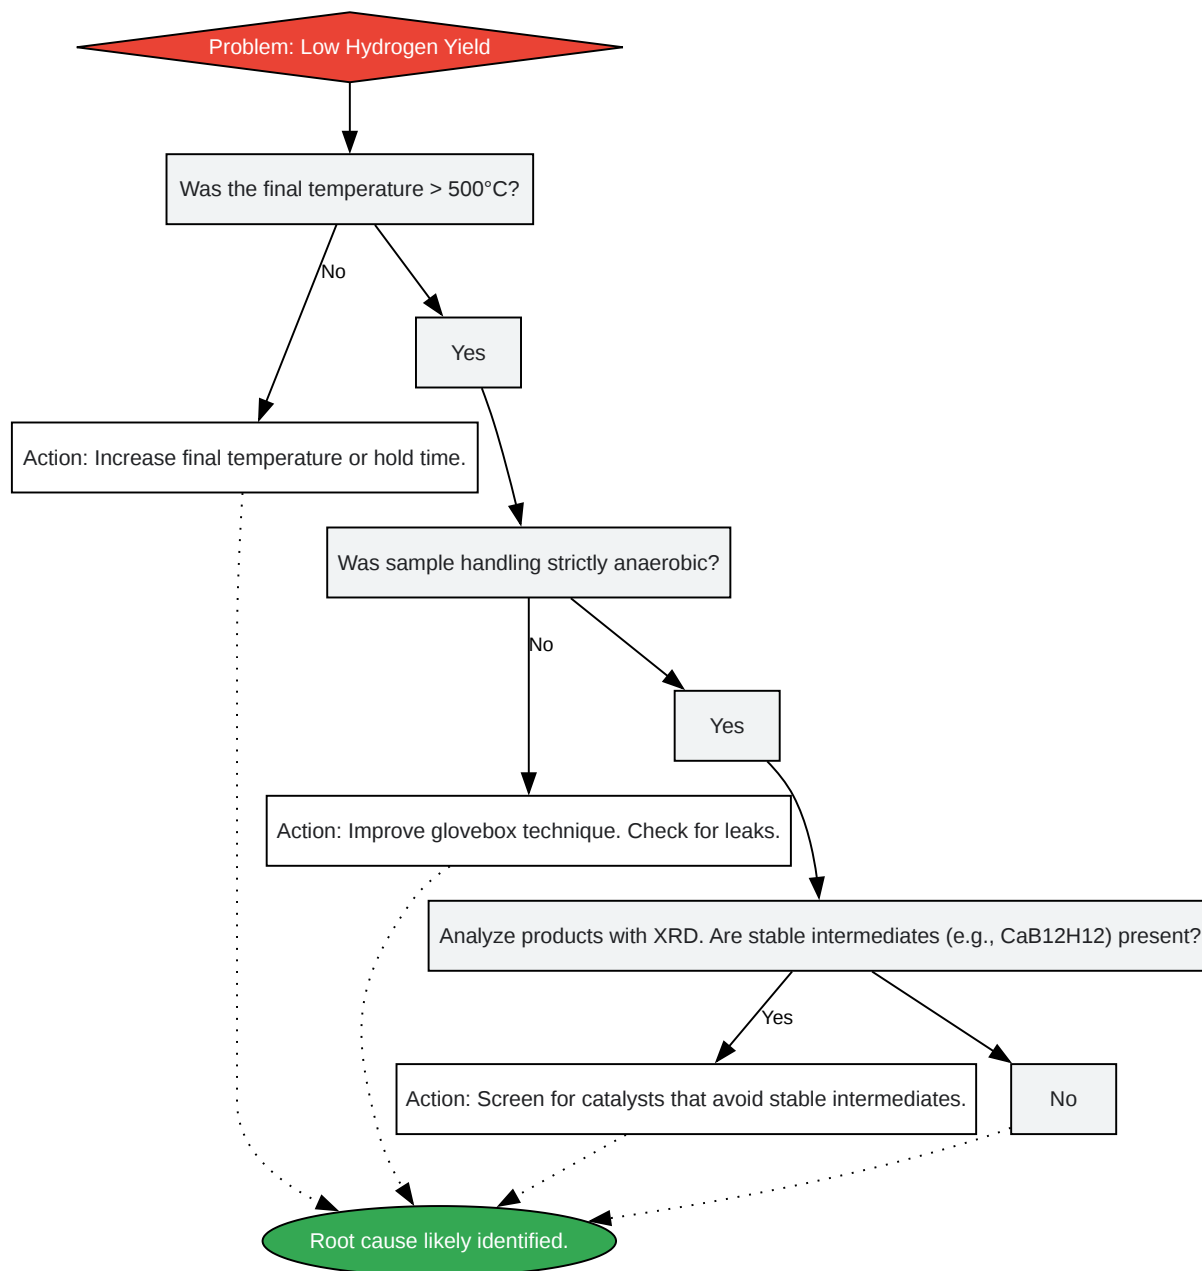 Problem: Low Hydrogen Yield
Was the final temperature > 500°C?
No
Yes
Action: Increase final temperature or hold time.
Was sample handling strictly anaerobic?
No
Yes
Action: Improve glovebox technique. Check for leaks.
Analyze products with XRD. Are stable intermediates (e.g., CaB12H12) present?
Yes
Action: Screen for catalysts that avoid stable intermediates.
No
Root cause likely identified.